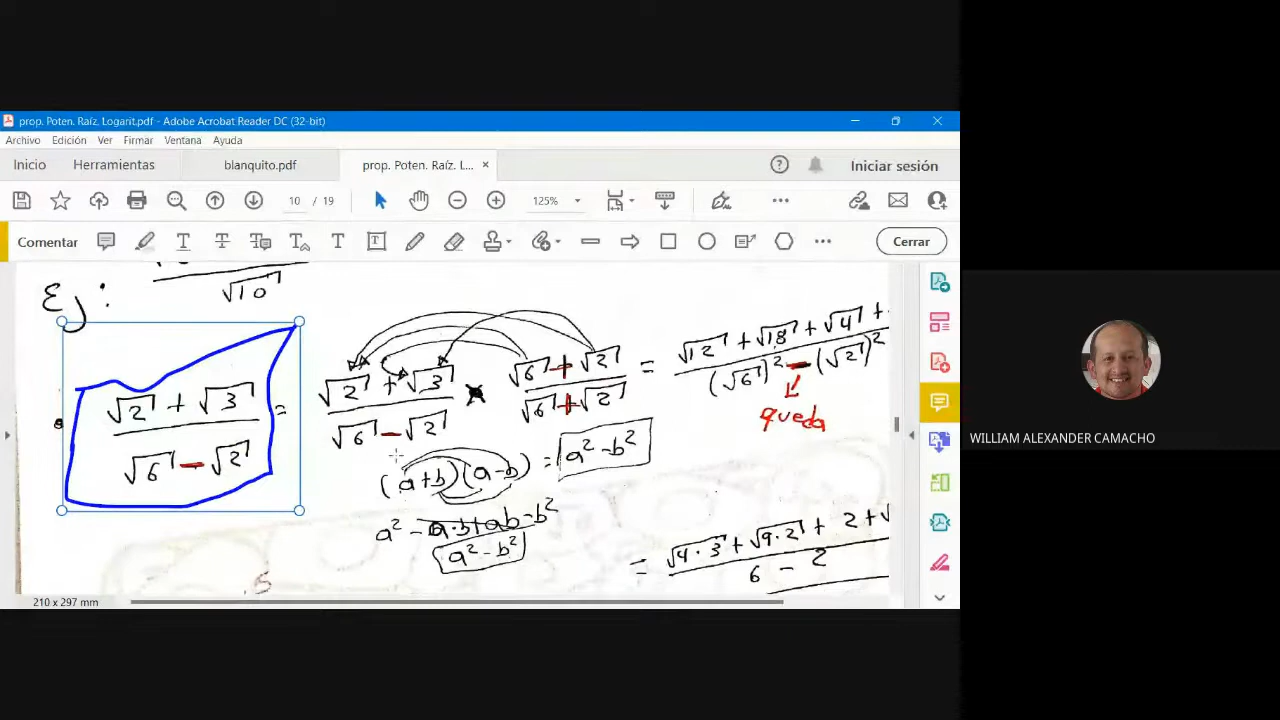 prop. Poten. Raíz. Logarit.pdf - Adobe Acrobat Reader DC (32-bit)
Archivo Edición Ver Firmar Ventana Ayuda
Inicio Herramientas blanquito.pdf prop. Poten. Raíz. L... × Iniciar sesión
10 / 19 125%
Comentar Cerrar
√10
Ej:
√2 + √3 / √6 - √2 = √2 + √3 / √6 - √2 × √6 + √2 / √6 + √2 = √12 + √18 + √4 + / (√6)² - (√2)²
queda
(a+b)(a-b) = a² - b²
a² - a·b + ab - b²
a² - b²
= √4·3 + √9·2 + 2 + √ / 6 - 2
.5
210 x 297 mm
WILLIAM ALEXANDER CAMACHO